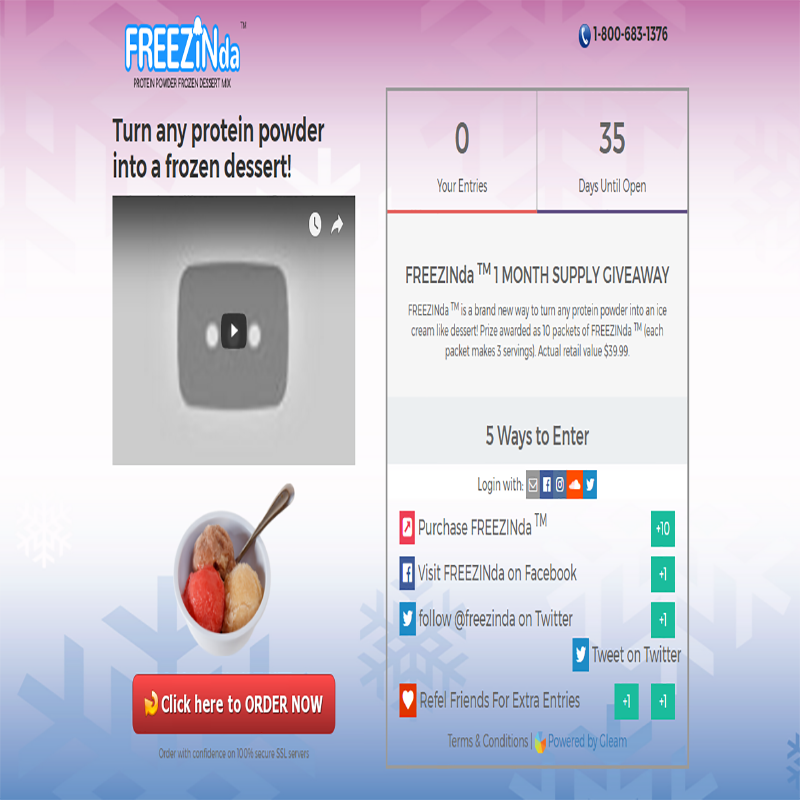 FREEZiNda ™
PROTEIN POWDER FROZEN DESSERT MIX
1-800-683-1376
Turn any protein powder
into a frozen dessert!
0
Your Entries
35
Days Until Open
FREEZINda ™ 1 MONTH SUPPLY GIVEAWAY
FREEZINda ™ is a brand new way to turn any protein powder into an ice
cream like dessert! Prize awarded as 10 packets of FREEZINda ™ (each
packet makes 3 servings). Actual retail value $39.99.
5 Ways to Enter
Login with:
Purchase FREEZINda ™ +10
Visit FREEZINda on Facebook +1
follow @freezinda on Twitter +1
Tweet on Twitter
Refel Friends For Extra Entries +1 +1
Terms & Conditions | Powered by Gleam
Click here to ORDER NOW
Order with confidence on 100% secure SSL servers